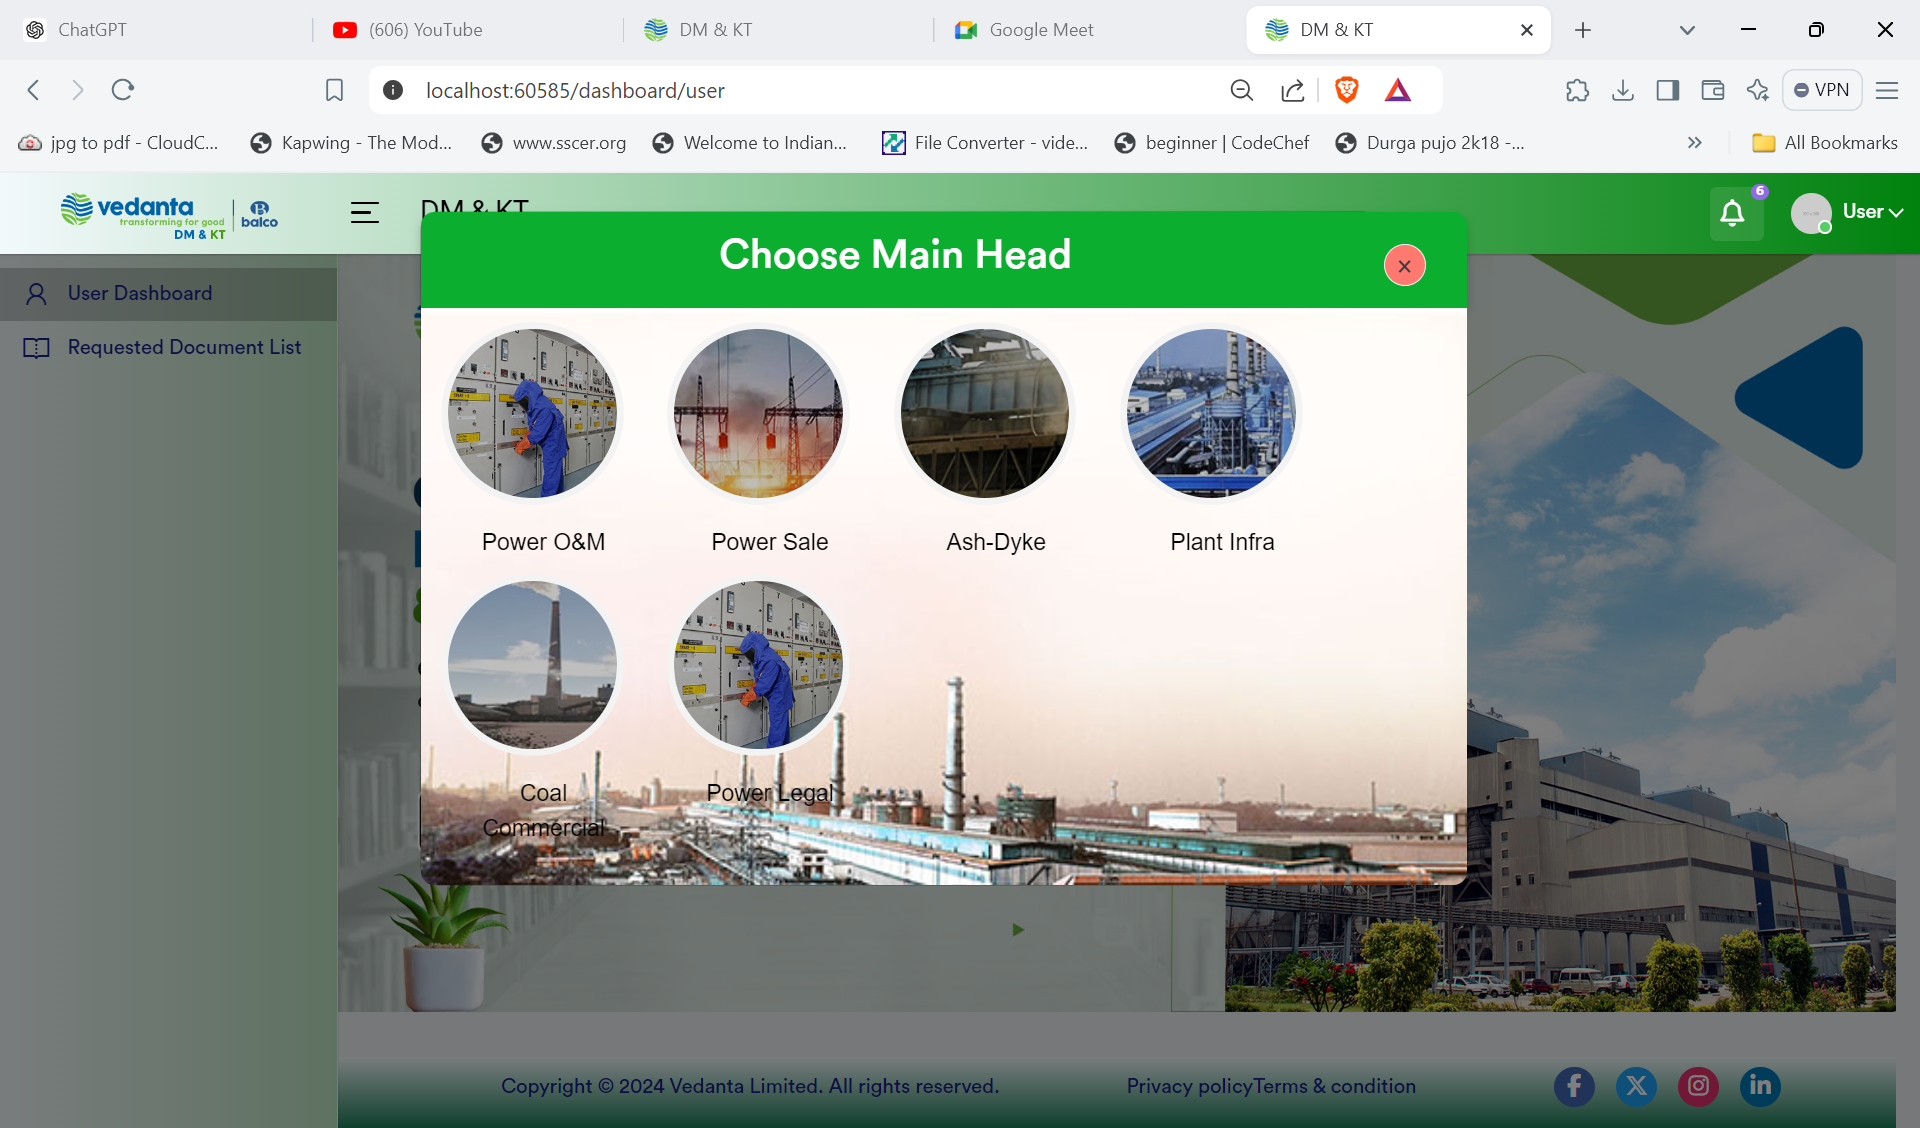 ChatGPT
(606) YouTube
DM & KT
Google Meet
DM & KT
localhost:60585/dashboard/user
VPN
jpg to pdf - CloudC...
Kapwing - The Mod...
www.sscer.org
Welcome to Indian...
File Converter - vide...
beginner | CodeChef
Durga pujo 2k18 -...
All Bookmarks
vedanta
transforming for good
DM & KT
balco
DM & KT
6
User
User Dashboard
Requested Document List
Choose Main Head
Power O&M
Power Sale
Ash-Dyke
Plant Infra
Coal
Commercial
Power Legal
Copyright © 2024 Vedanta Limited. All rights reserved.
Privacy policyTerms & condition